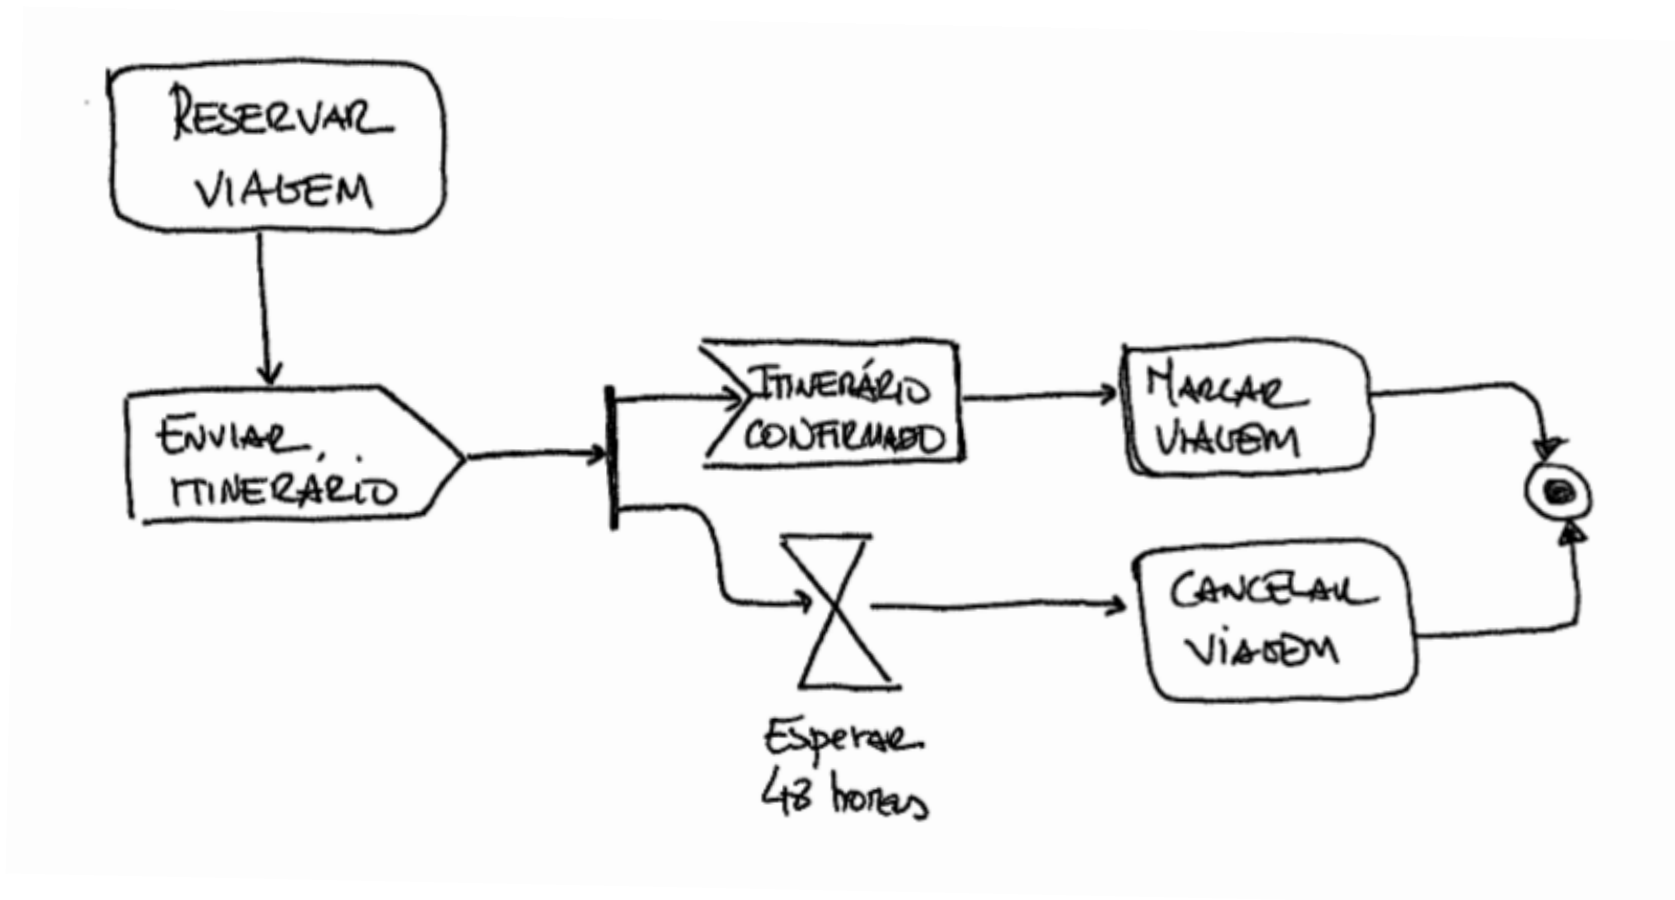 RESERVAR
VIAGEM
ENVIAR
ITINERÁRIO
ITINERÁRIO
CONFIRMADO
MARCAR
VIAGEM
CANCELAR
VIAGEM
Esperar
48 horas